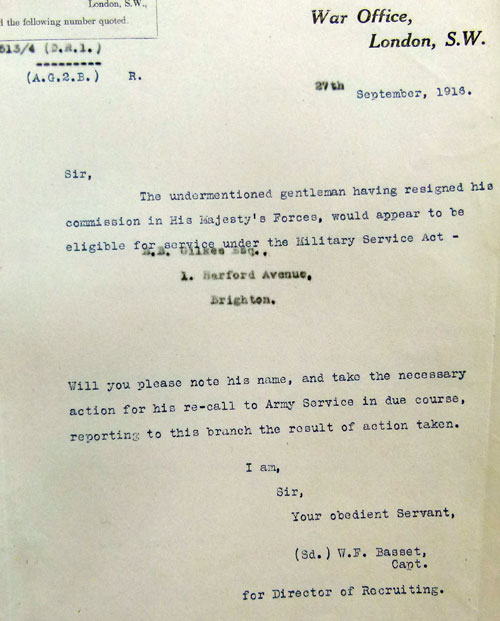 London, S.W.,
the following number quoted.
War Office,
London, S.W.
513/4 (D.R.1.)
(A.G.2.B.) R.
27th September, 1916.
Sir,
The undermentioned gentleman having resigned his
commission in His Majesty's Forces, would appear to be
eligible for service under the Military Service Act -
Esq.,
1. Harford Avenue,
Brighton.
Will you please note his name, and take the necessary
action for his re-call to Army Service in due course,
reporting to this branch the result of action taken.
I am,
Sir,
Your obedient Servant,
(Sd.) W.F. Basset,
Capt.
for Director of Recruiting.